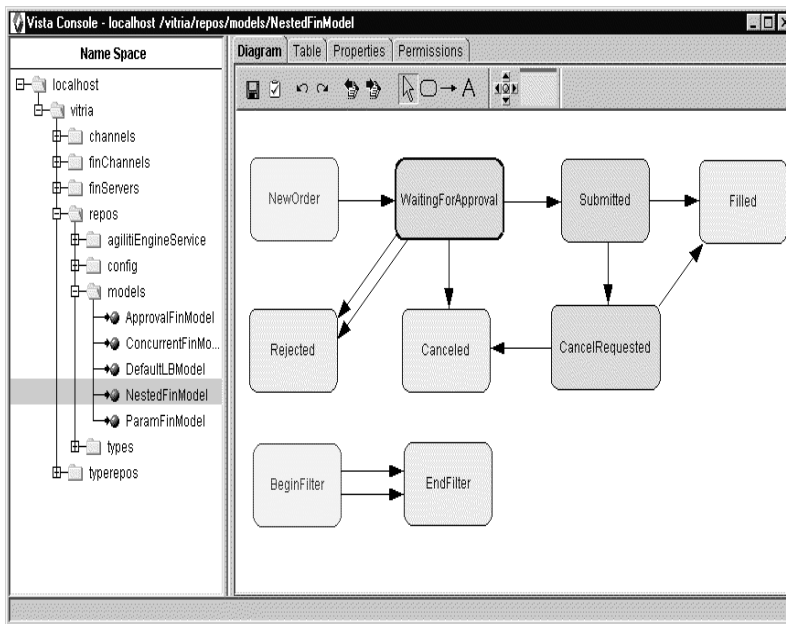 Vista Console - localhost /vitria/repos/models/NestedFinModel
Name Space
localhost
vitria
channels
finChannels
finServers
repos
agilitiEngineService
config
models
ApprovalFinModel
ConcurrentFinMo...
DefaultLBModel
NestedFinModel
ParamFinModel
types
typerepos
Diagram Table Properties Permissions
A
NewOrder WaitingForApproval Submitted Filled
Rejected Canceled CancelRequested
BeginFilter EndFilter